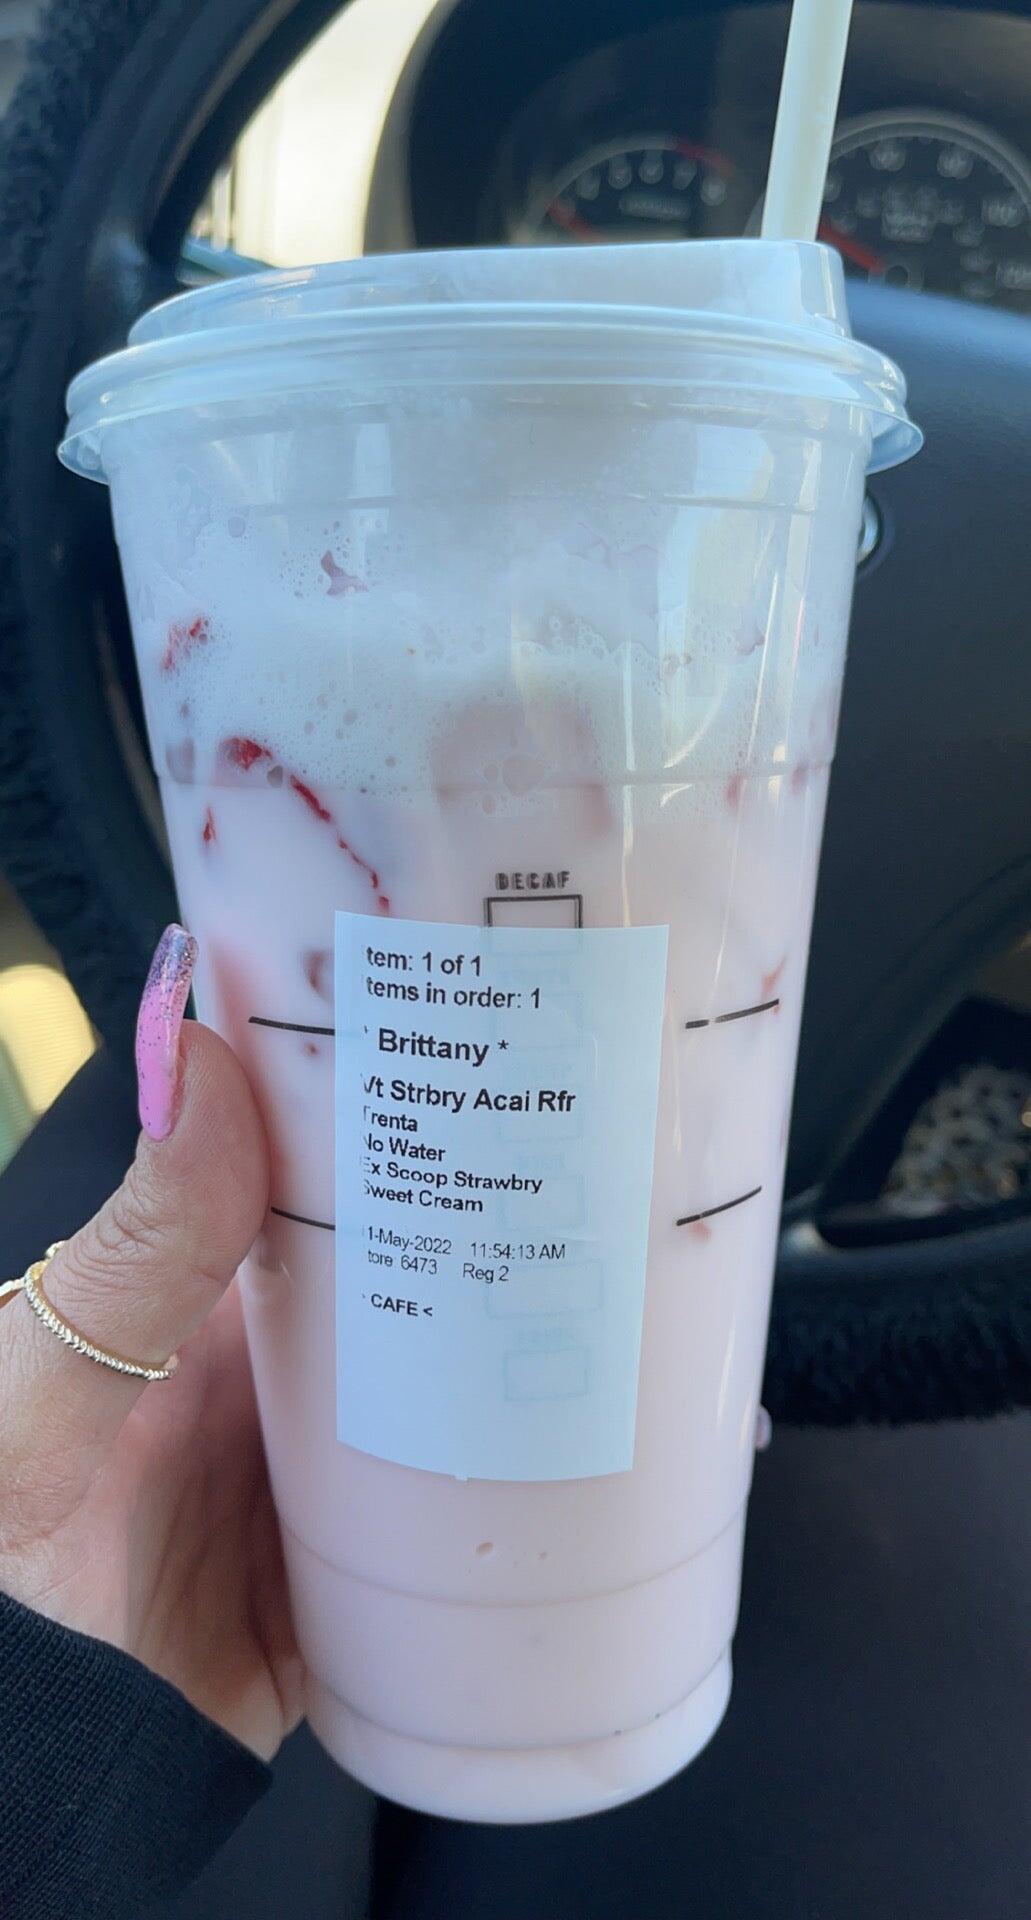 DECAF
tem: 1 of 1
tems in order: 1
Brittany *
Vt Strbry Acai Rfr
Trenta
No Water
Ex Scoop Strawbry
Sweet Cream
1-May-2022 11:54:13 AM
tore 6473 Reg 2
CAFE <